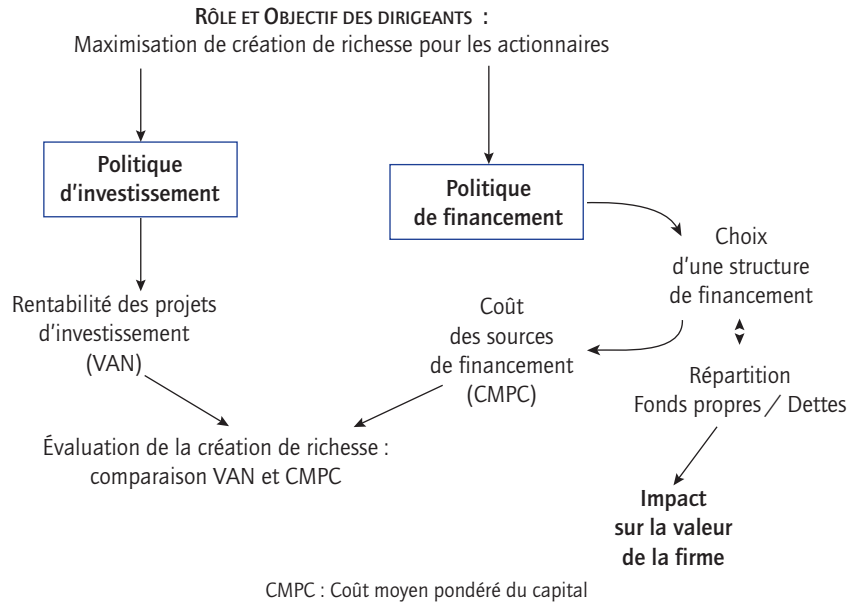 RÔLE ET OBJECTIF DES DIRIGEANTS :
Maximisation de création de richesse pour les actionnaires
Politique
d'investissement
Politique
de financement
Choix
d'une structure
de financement
Rentabilité des projets
d'investissement
(VAN)
Coût
des sources
de financement
(CMPC)
Répartition
Fonds propres / Dettes
Évaluation de la création de richesse :
comparaison VAN et CMPC
Impact
sur la valeur
de la firme
CMPC : Coût moyen pondéré du capital